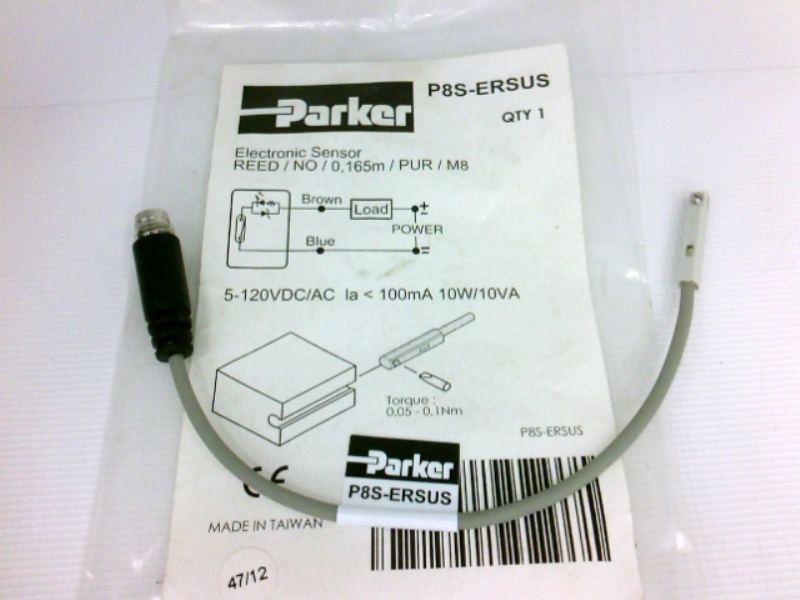 Parker
P8S-ERSUS
QTY 1
Electronic Sensor
REED / NO / 0,165m / PUR / M8
Brown
Load
±
POWER
Blue
=
5-120VDC/AC Ia < 100mA 10W/10VA
Torque :
0,05 - 0,1Nm
P8S-ERSUS
Parker
P8S-ERSUS
CE
MADE IN TAIWAN
47/12